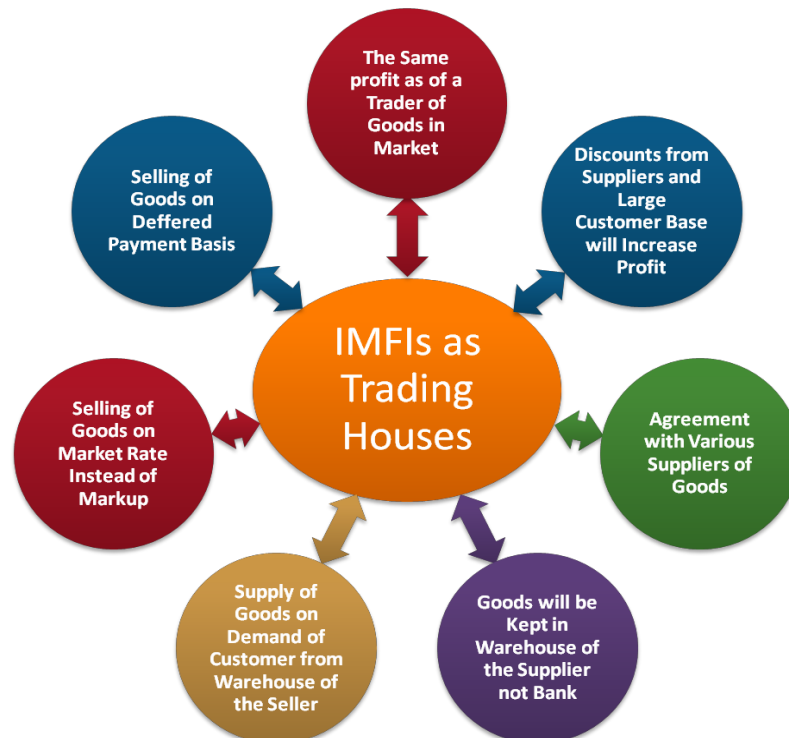 The Same
profit as of a
Trader of
Goods in
Market
Discounts from
Suppliers and
Large
Customer Base
will Increase
Profit
Agreement
with Various
Suppliers of
Goods
Goods will be
Kept in
Warehouse of
the Supplier
not Bank
Supply of
Goods on
Demand of
Customer from
Warehouse of
the Seller
Selling of
Goods on
Market Rate
Instead of
Markup
Selling of
Goods on
Deffered
Payment Basis
IMFIs as
Trading
Houses